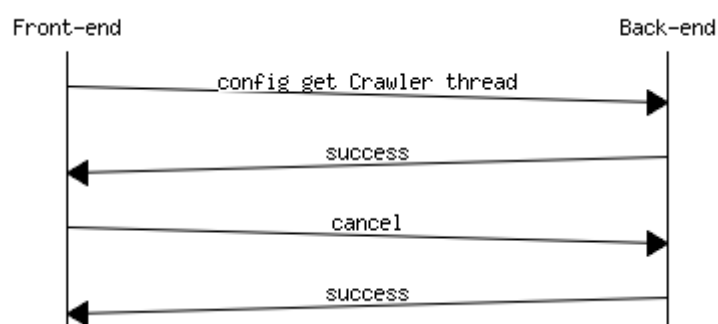 Front-end Back-end
config get Crawler thread
success
cancel
success